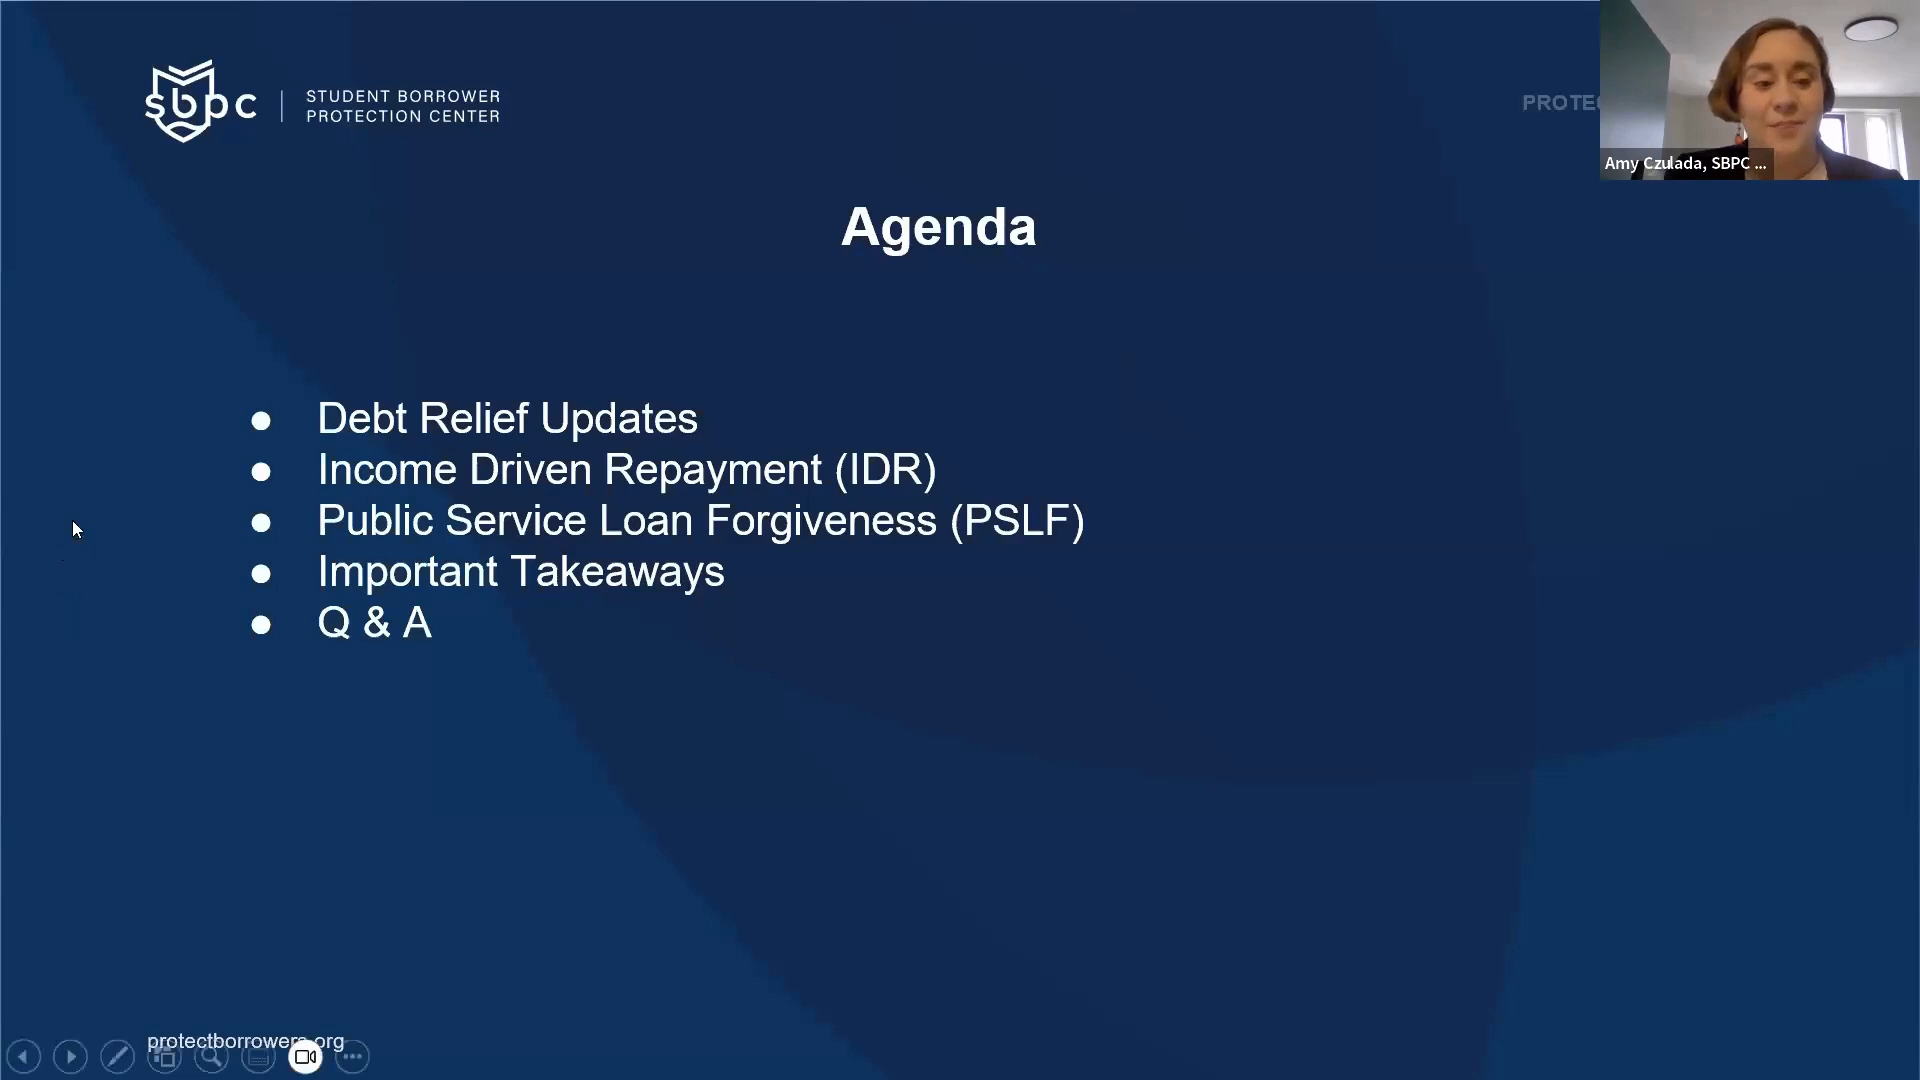 sbpc
STUDENT BORROWER
PROTECTION CENTER
Amy Czulada, SBPC ...
Agenda
● Debt Relief Updates
● Income Driven Repayment (IDR)
● Public Service Loan Forgiveness (PSLF)
● Important Takeaways
● Q & A
protectborrowers.org